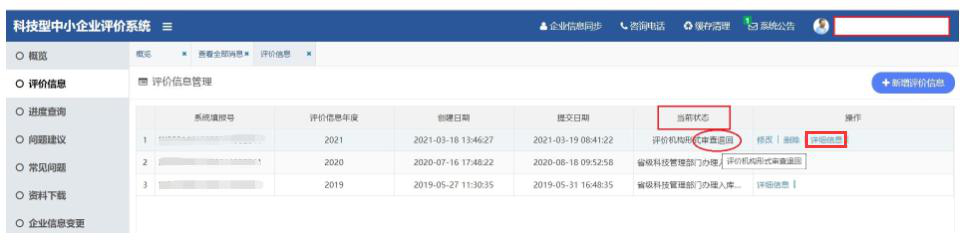 科技型中小企业评价系统
企业信息同步 咨询电话 缓存清理 1 系统公告
概览 查看全部消息 × 评价信息 ×
概览
评价信息
进度查询
问题建议
常见问题
资料下载
企业信息变更
评价信息管理
+ 新增评价信息
系统填报号 评价信息年度 创建日期 提交日期 当前状态 操作
1 2021 2021-03-18 13:46:27 2021-03-19 08:41:22 评价机构形式审查退回 修改 | 删除 详细信息
2 2020 2020-07-16 17:48:22 2020-08-18 09:52:58 省级科技管理部门办理
评价机构形式审查退回
3 2019 2019-05-27 11:30:35 2019-05-31 16:48:35 省级科技管理部门办理入库... 详细信息 |